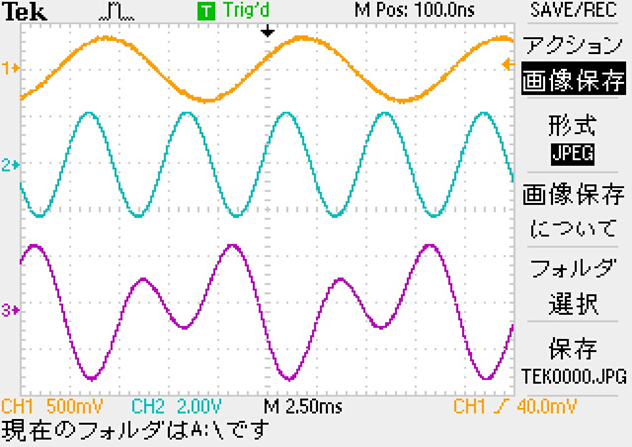 Tek
T Trig'd
M Pos: 100.0ns
SAVE/REC
アクション
画像保存
形式
JPEG
画像保存
について
フォルダ
選択
保存
TEK0000.JPG
1
2
3
CH1 500mV
CH2 2.00V
M 2.50ms
CH1 40.0mV
現在のフォルダはA:\です